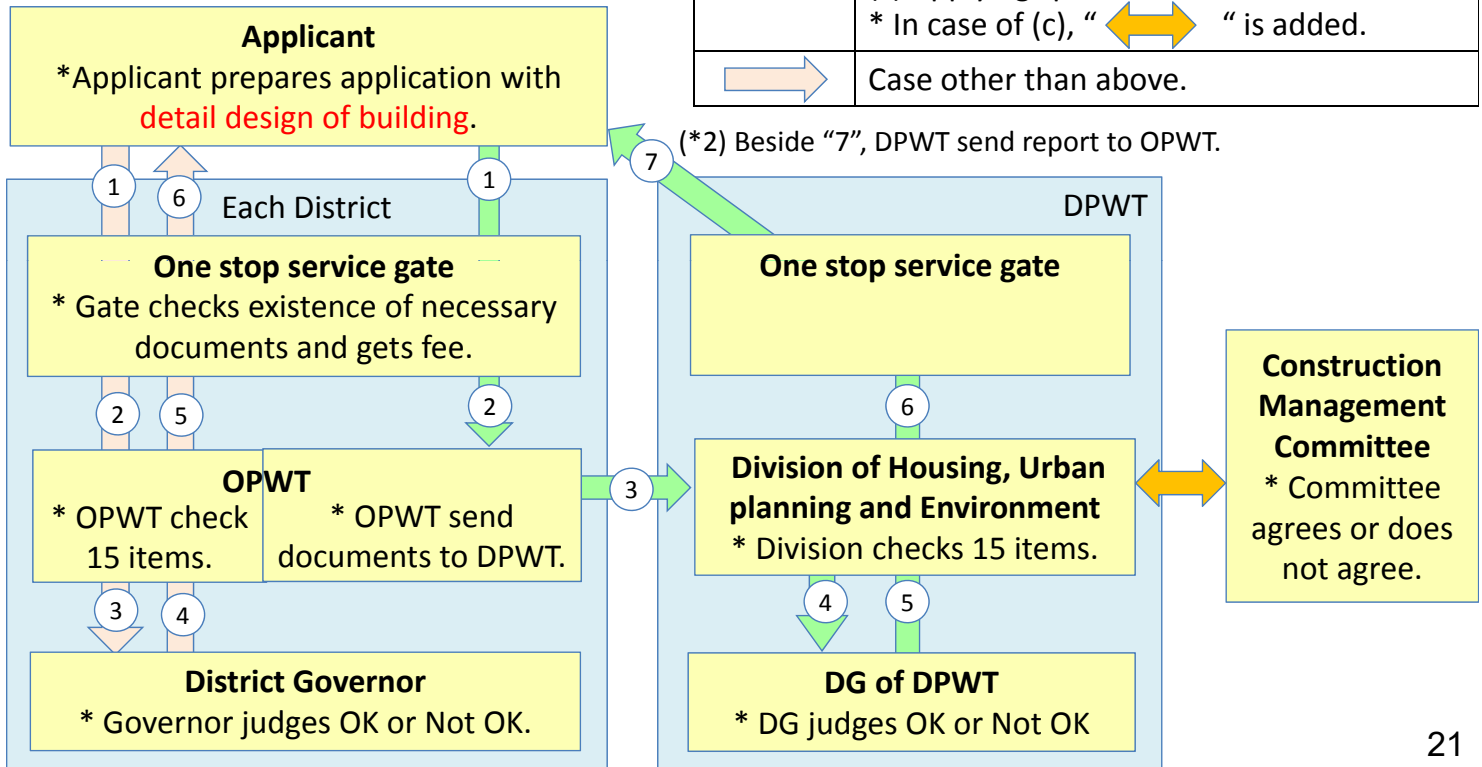 * In case of (c), “ “ is added.
Case other than above.
Applicant
*Applicant prepares application with
detail design of building.
(*2) Beside “7”, DPWT send report to OPWT.
1
6
1
7
Each District
DPWT
One stop service gate
* Gate checks existence of necessary
documents and gets fee.
One stop service gate
2
5
2
6
OPWT
* OPWT check
15 items.
* OPWT send
documents to DPWT.
3
Division of Housing, Urban
planning and Environment
* Division checks 15 items.
Construction
Management
Committee
* Committee
agrees or does
not agree.
3
4
4
5
District Governor
* Governor judges OK or Not OK.
DG of DPWT
* DG judges OK or Not OK
21